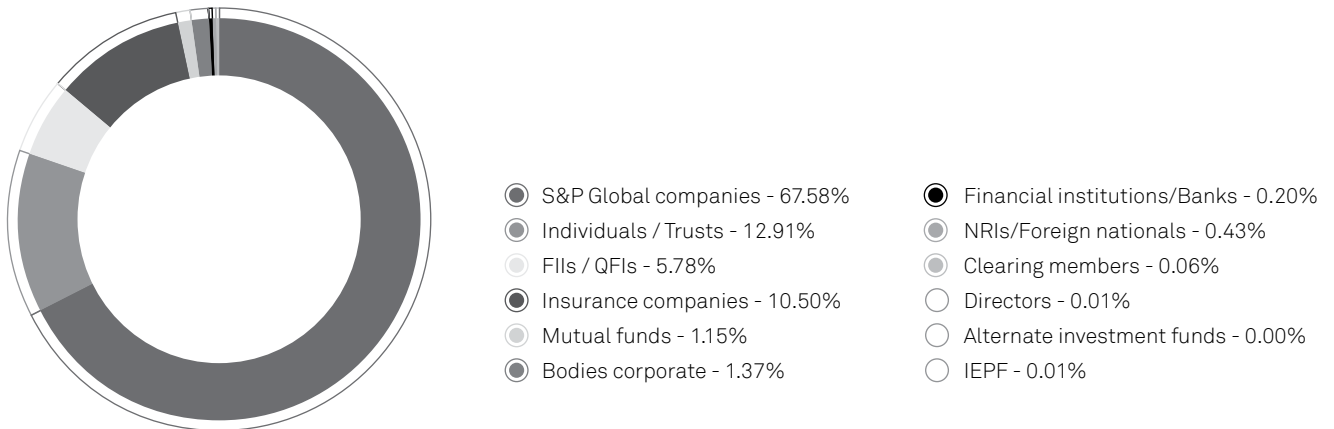 S&P Global companies - 67.58%
Individuals / Trusts - 12.91%
FIIs / QFIs - 5.78%
Insurance companies - 10.50%
Mutual funds - 1.15%
Bodies corporate - 1.37%
Financial institutions/Banks - 0.20%
NRIs/Foreign nationals - 0.43%
Clearing members - 0.06%
Directors - 0.01%
Alternate investment funds - 0.00%
IEPF - 0.01%